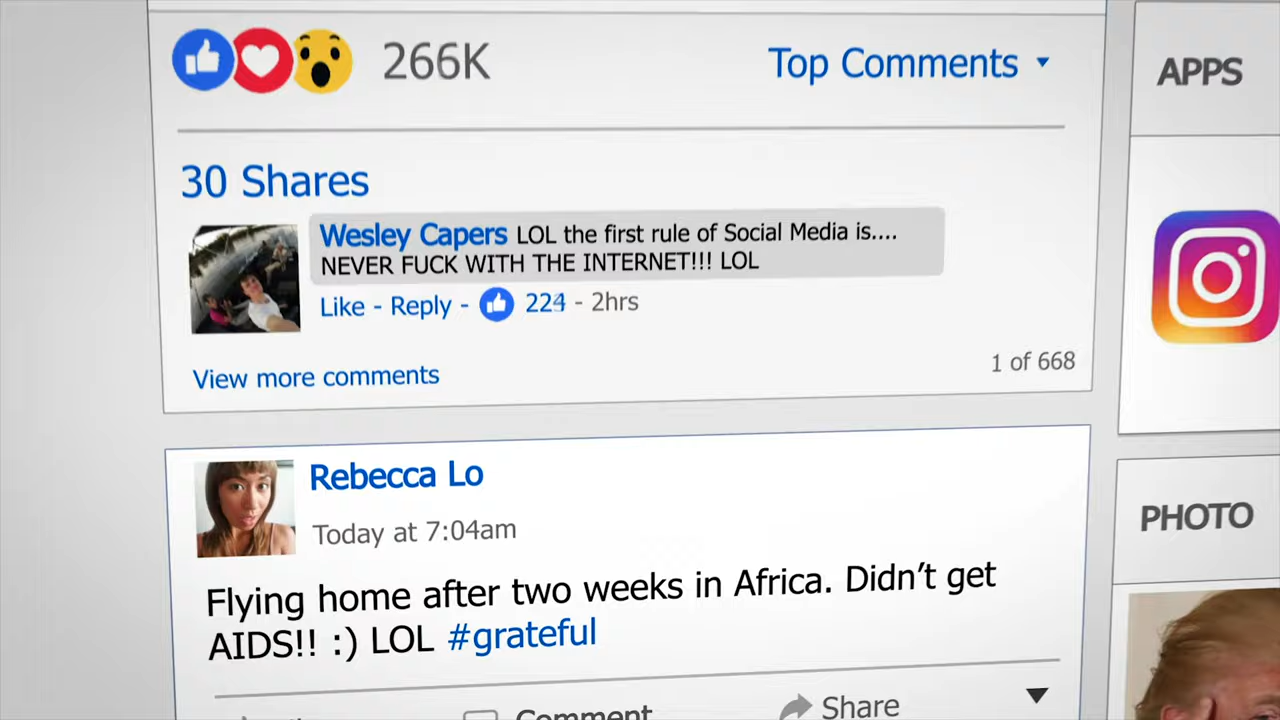 266K
Top Comments
APPS
30 Shares
Wesley Capers LOL the first rule of Social Media is....
NEVER FUCK WITH THE INTERNET!!! LOL
Like - Reply - 224 - 2hrs
View more comments
1 of 668
Rebecca Lo
Today at 7:04am
PHOTO
Flying home after two weeks in Africa. Didn't get
AIDS!! :) LOL #grateful
Comment
Share